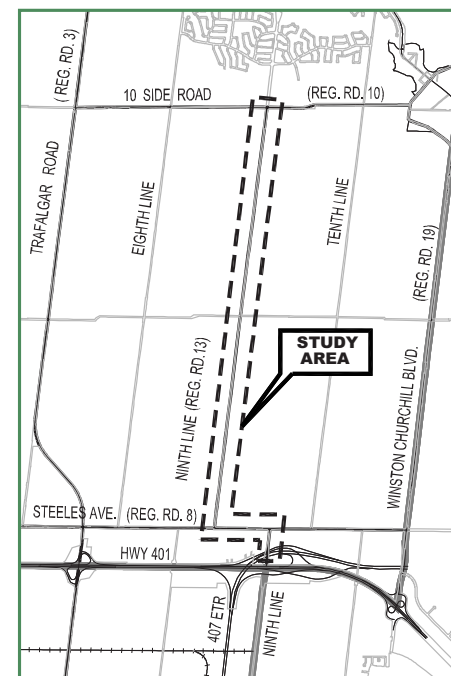 (REG. RD. 3)
10 SIDE ROAD
(REG. RD. 10)
TRAFALGAR ROAD
EIGHTH LINE
TENTH LINE
(REG. RD. 19)
STUDY
AREA
NINTH LINE (REG. RD.13)
WINSTON CHURCHILL BLVD.
STEELES AVE. (REG. RD. 8)
HWY 401
407 ETR
NINTH LINE